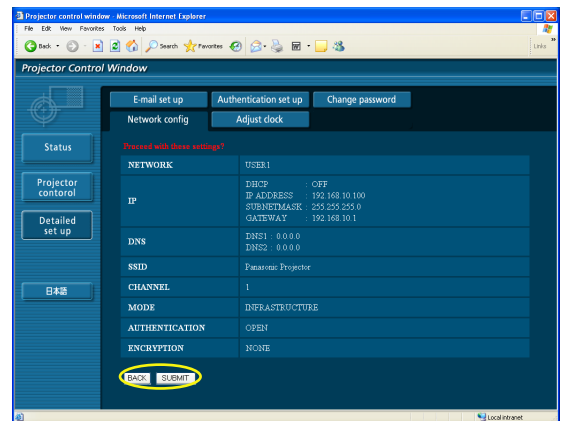 Projector control window - Microsoft Internet Explorer
File Edit View Favorites Tools Help
Back Search Favorites Links
Projector Control Window
E-mail set up Authentication set up Change password
Network config Adjust clock
Status
Projector contorol
Detailed set up
日本語
Proceed with these settings?
NETWORK USER1
IP DHCP : OFF
IP ADDRESS : 192.168.10.100
SUBNETMASK : 255.255.255.0
GATEWAY : 192.168.10.1
DNS DNS1 : 0.0.0.0
DNS2 : 0.0.0.0
SSID Panasonic Projector
CHANNEL 1
MODE INFRASTRUCTURE
AUTHENTICATION OPEN
ENCRYPTION NONE
BACK SUBMIT
Local intranet